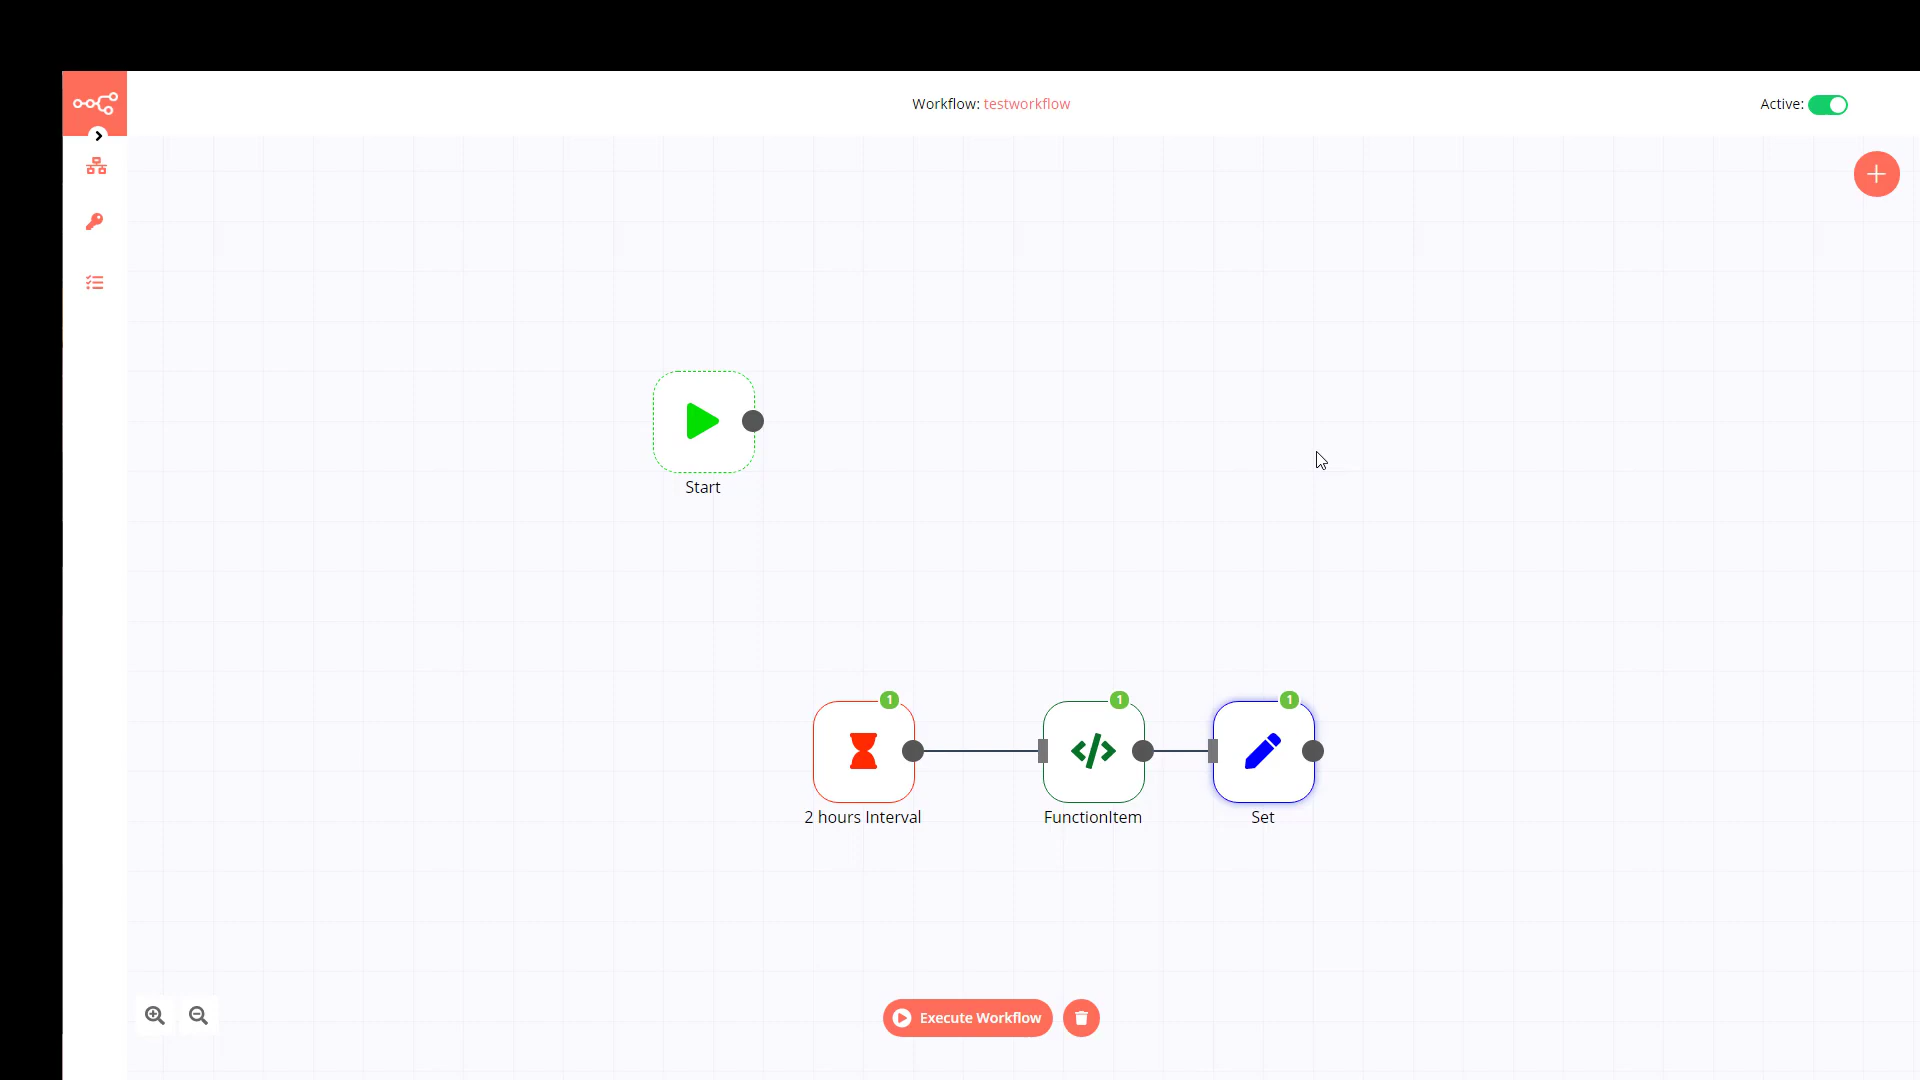 Workflow: testworkflow
Active:
Start
1
1
1
2 hours Interval
FunctionItem
Set
Execute Workflow